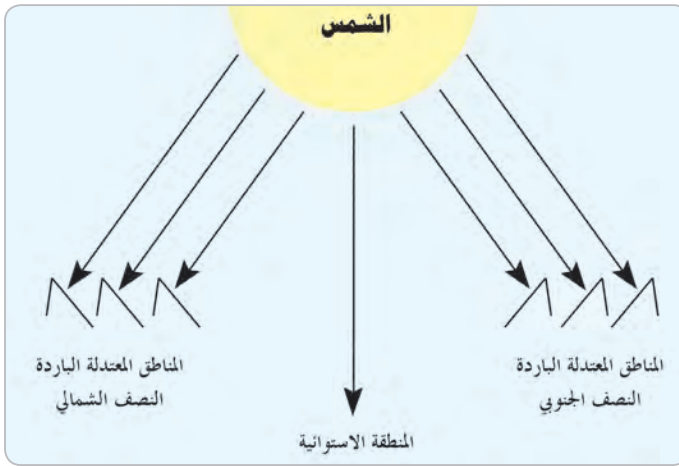 الشمس
المناطق المعتدلة الباردة
النصف الجنوبي
المناطق المعتدلة الباردة
النصف الشمالي
المنطقة الاستوائية